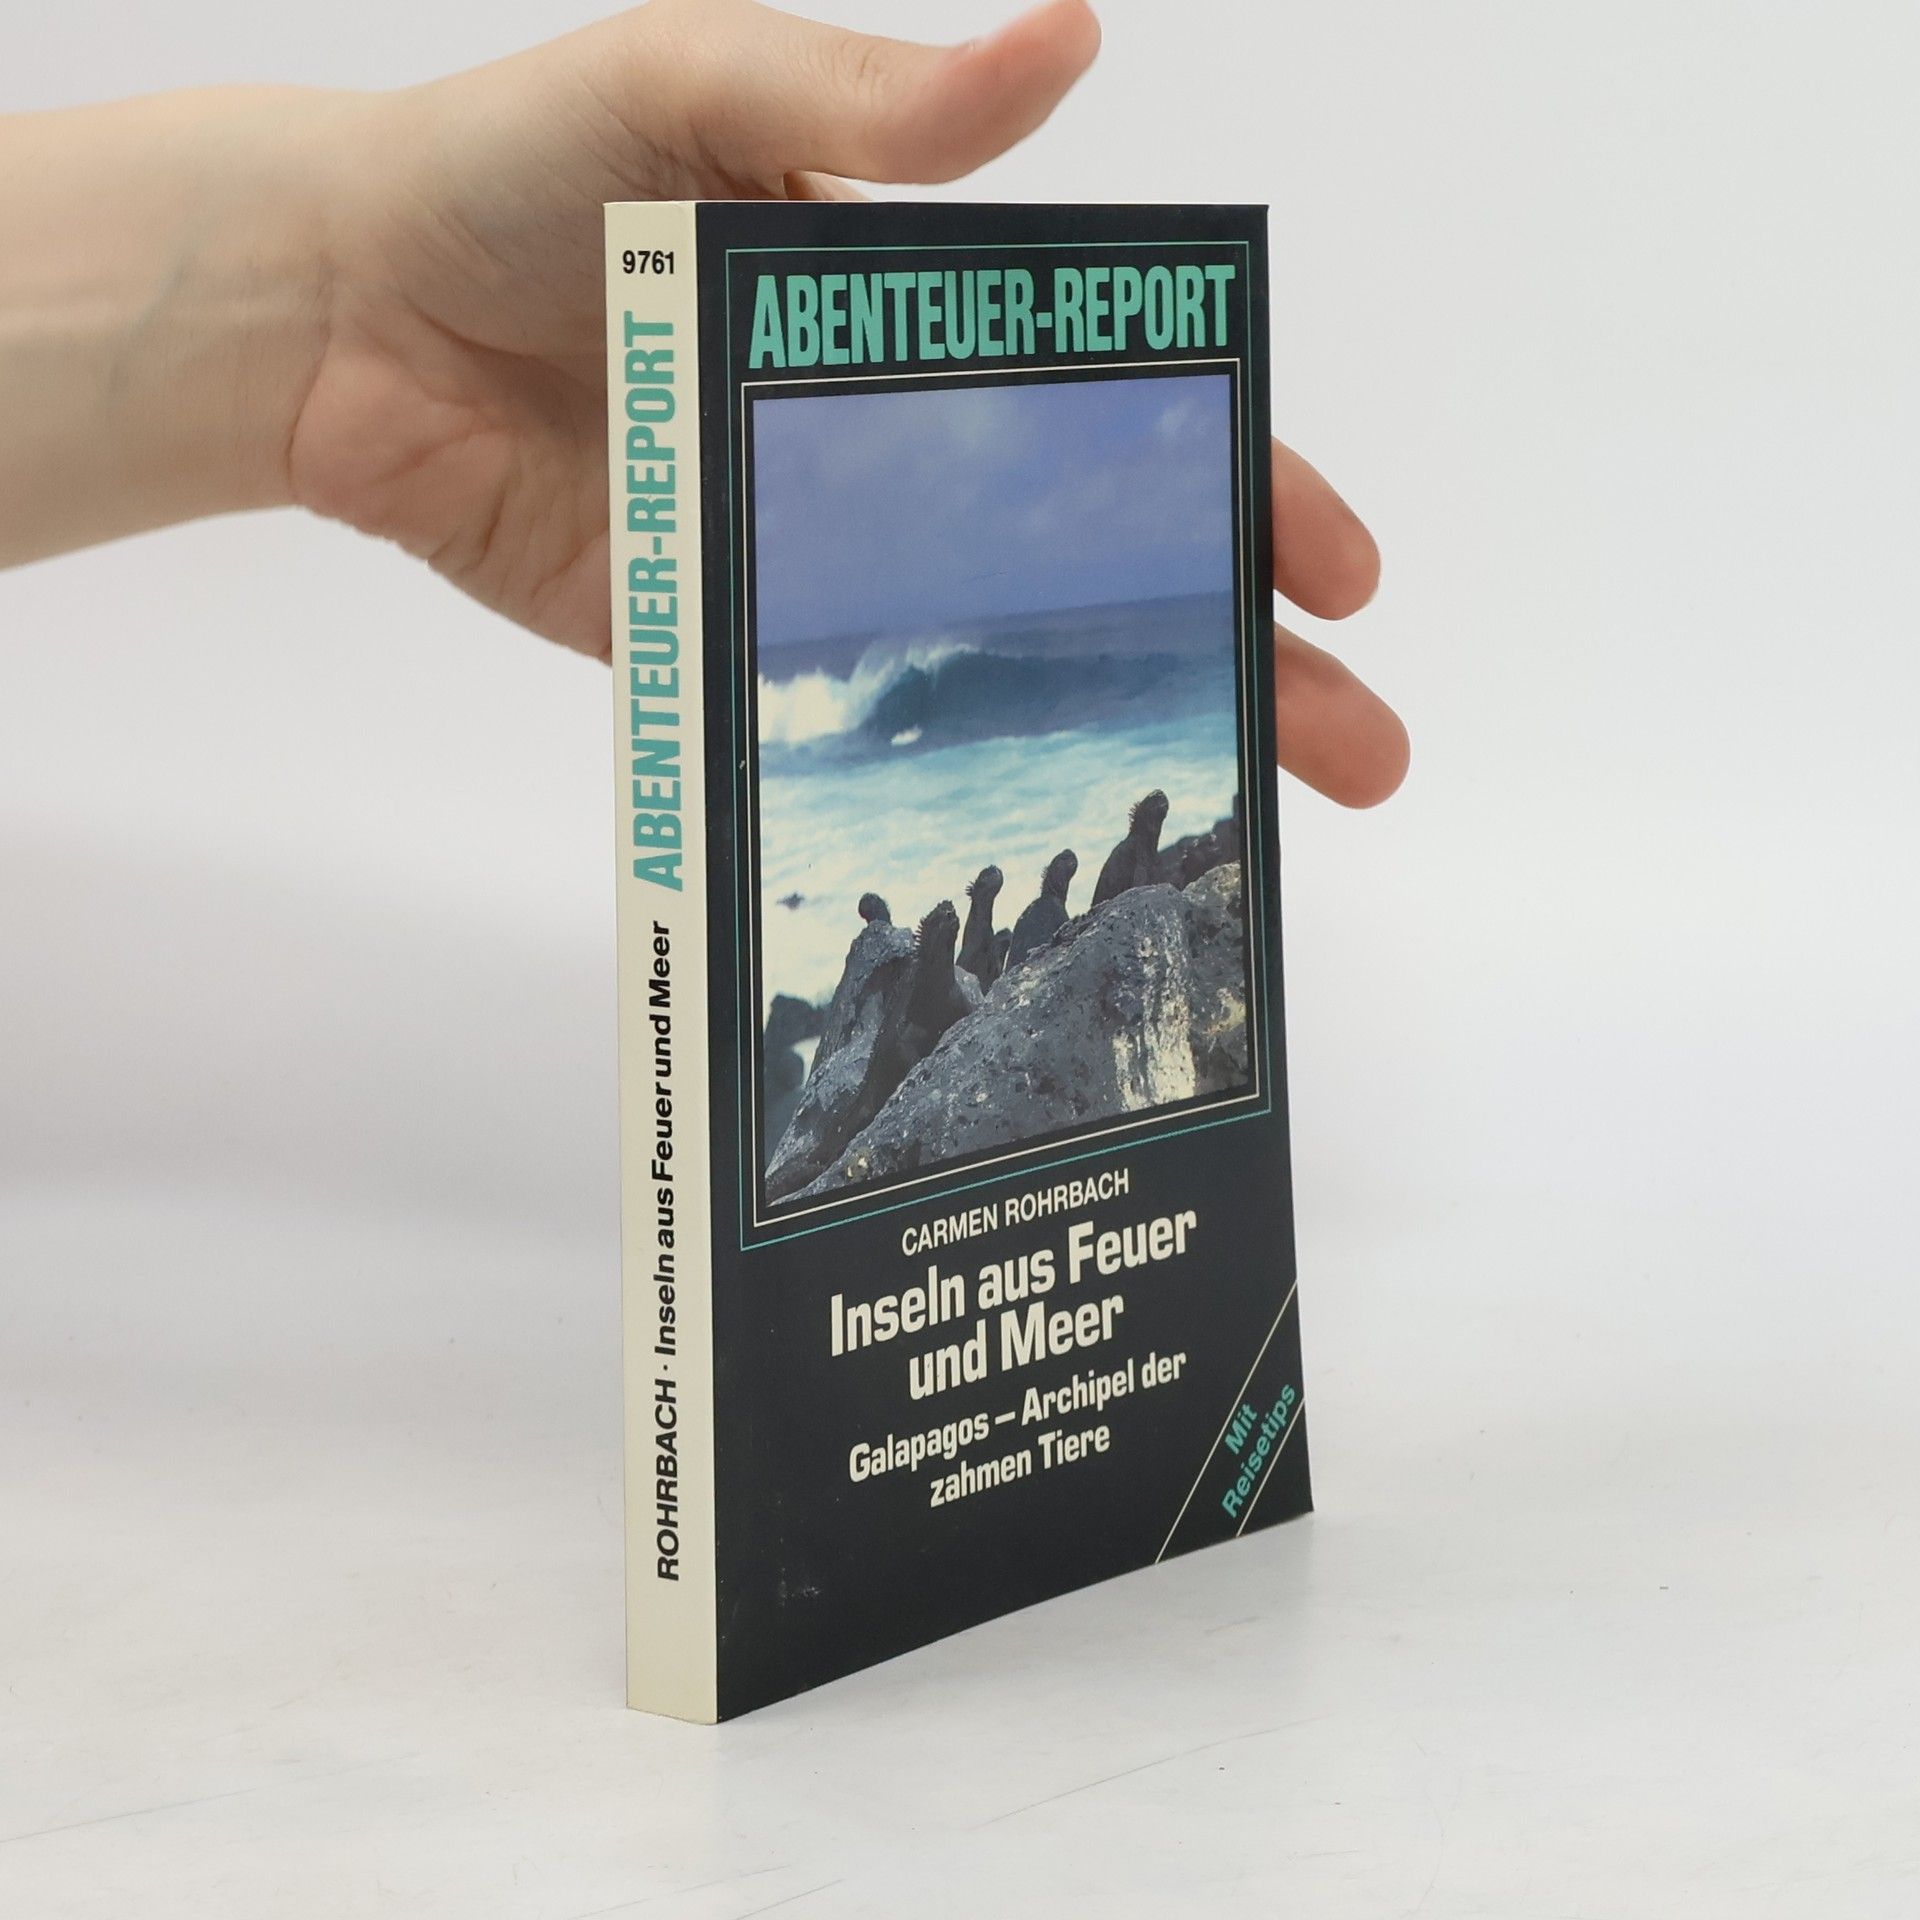 9761
ABENTEUER-REPORT
ROHRBACH · Inseln aus Feuer und Meer
ABENTEUER-REPORT
CARMEN ROHRBACH
Inseln aus Feuer
und Meer
Galapagos – Archipel der
zahmen Tiere
Mit
Reisetips